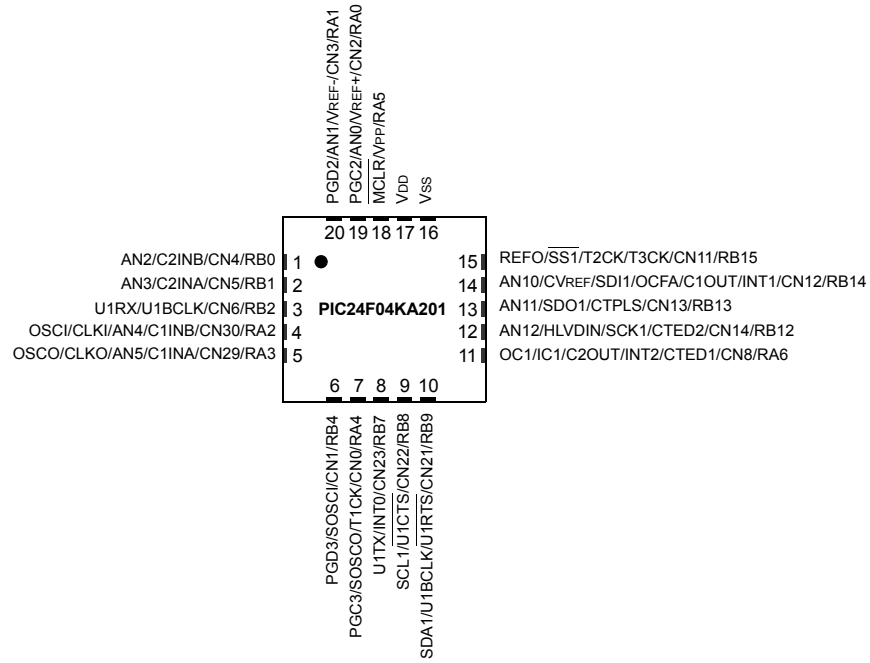 PGD2/AN1/VREF-/CN3/RA1
PGC2/AN0/VREF+/CN2/RA0
MCLR/VPP/RA5
VDD
VSS
20 19 18 17 16
AN2/C2INB/CN4/RB0 1
AN3/C2INA/CN5/RB1 2
U1RX/U1BCLK/CN6/RB2 3
OSCI/CLKI/AN4/C1INB/CN30/RA2 4
OSCO/CLKO/AN5/C1INA/CN29/RA3 5
PIC24F04KA201
15 REFO/SS1/T2CK/T3CK/CN11/RB15
14 AN10/CVREF/SDI1/OCFA/C1OUT/INT1/CN12/RB14
13 AN11/SDO1/CTPLS/CN13/RB13
12 AN12/HLVDIN/SCK1/CTED2/CN14/RB12
11 OC1/IC1/C2OUT/INT2/CTED1/CN8/RA6
6 7 8 9 10
PGD3/SOSCI/CN1/RB4
PGC3/SOSCO/T1CK/CN0/RA4
U1TX/INT0/CN23/RB7
SCL1/U1CTS/CN22/RB8
SDA1/U1BCLK/U1RTS/CN21/RB9